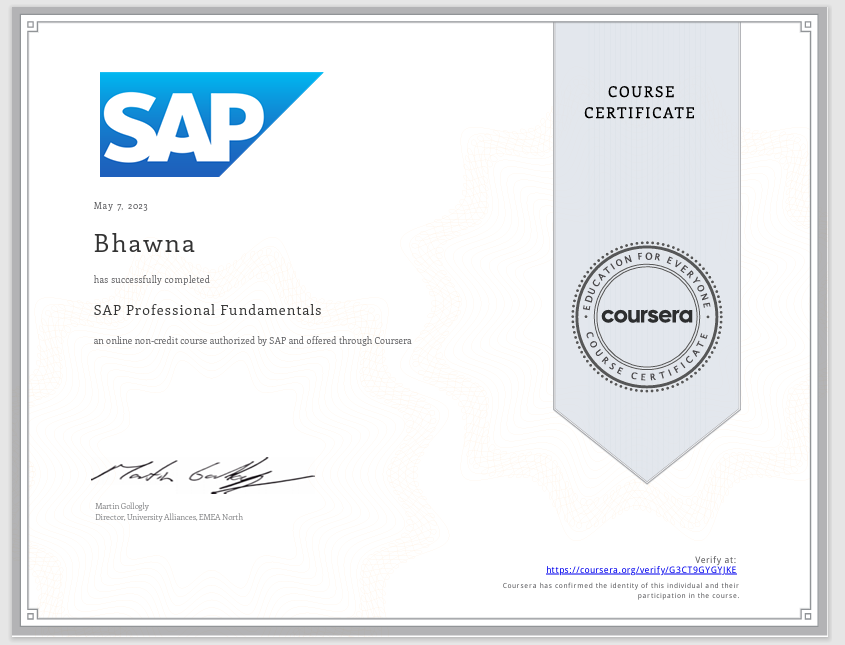 SAP
COURSE
CERTIFICATE
May 7, 2023
Bhawna
has successfully completed
SAP Professional Fundamentals
an online non-credit course authorized by SAP and offered through Coursera
EDUCATION FOR EVERYONE
coursera
COURSE CERTIFICATE
Martin Gollogly
Martin Gollogly
Director, University Alliances, EMEA North
Verify at:
https://coursera.org/verify/G3CT9GYGYJKE
Coursera has confirmed the identity of this individual and their
participation in the course.